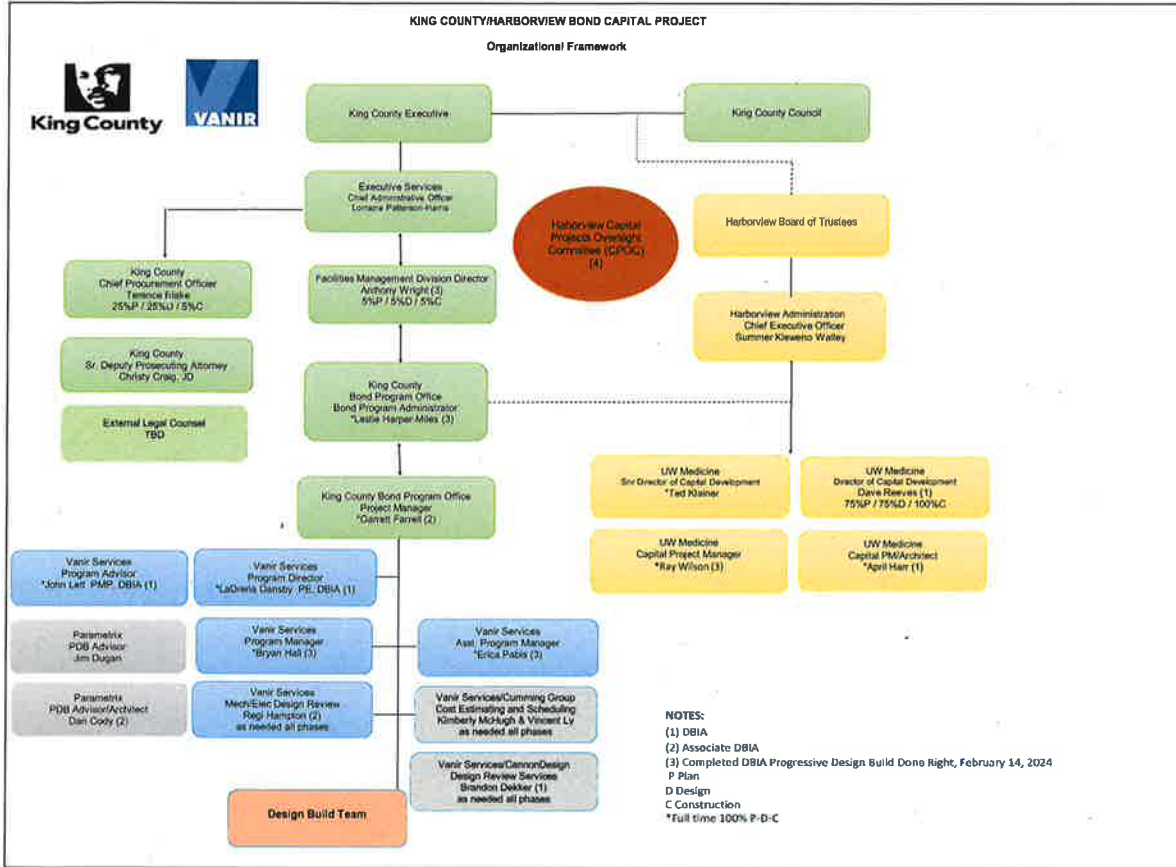 KING COUNTY/HARBORVIEW BOND CAPITAL PROJECT
Organizational Framework
King County
VANIR
King County Executive
King County Council
Executive Services
Chief Administrative Officer
Lorraine Patterson-Harris
Haborview Capital
Projects Oversight
Committee (CPOC)
(4)
Harborview Board of Trustees
King County
Chief Procurement Officer
Terence
25%P / 25%D / 5%C
Facilities Management Division Director
Anthony Wright (3)
5%P / 5%D / 5%C
Harborview Administration
Chief Executive Officer
Summer Kleweno Walley
King County
Sr. Deputy Prosecuting Attorney
Christy Craig, JD
King County
Bond Program Office
Bond Program Administrator
*Leslie Harper Miles (3)
External Legal Counsel
TBD
UW Medicine
Snr Director of Capital Development
*Ted Klainer
UW Medicine
Director of Capital Development
Dave Reeves (1)
75%P / 75%D / 100%C
King County Bond Program Office
Project Manager
*Garrett Farrell (2)
UW Medicine
Capital Project Manager
*Ray Wilson (3)
UW Medicine
Capital PM/Architect
*April Harr (1)
Vanir Services
Program Advisor
*John Lett PMP, DBIA (1)
Vanir Services
Program Director
*LaDrena Dansby PE, DBIA (1)
Parametrix
PDB Advisor
Jim Dugan
Vanir Services
Program Manager
*Bryan Hall (3)
Vanir Services
Asst. Program Manager
*Erica Pabis (3)
Parametrix
PDB Advisor/Architect
Dan Cody (2)
Vanir Services
Mech/Elec Design Review
Regi Hampton (2)
as needed all phases
Vanir Services/Cumming Group
Cost Estimating and Scheduling
Kimberly McHugh & Vincent Ly
as needed all phases
Vanir Services/CannonDesign
Design Review Services
Brandon Dekker (1)
as needed all phases
Design Build Team
NOTES:
(1) DBIA
(2) Associate DBIA
(3) Completed DBIA Progressive Design Build Done Right, February 14, 2024
P Plan
D Design
C Construction
*Full time 100% P-D-C